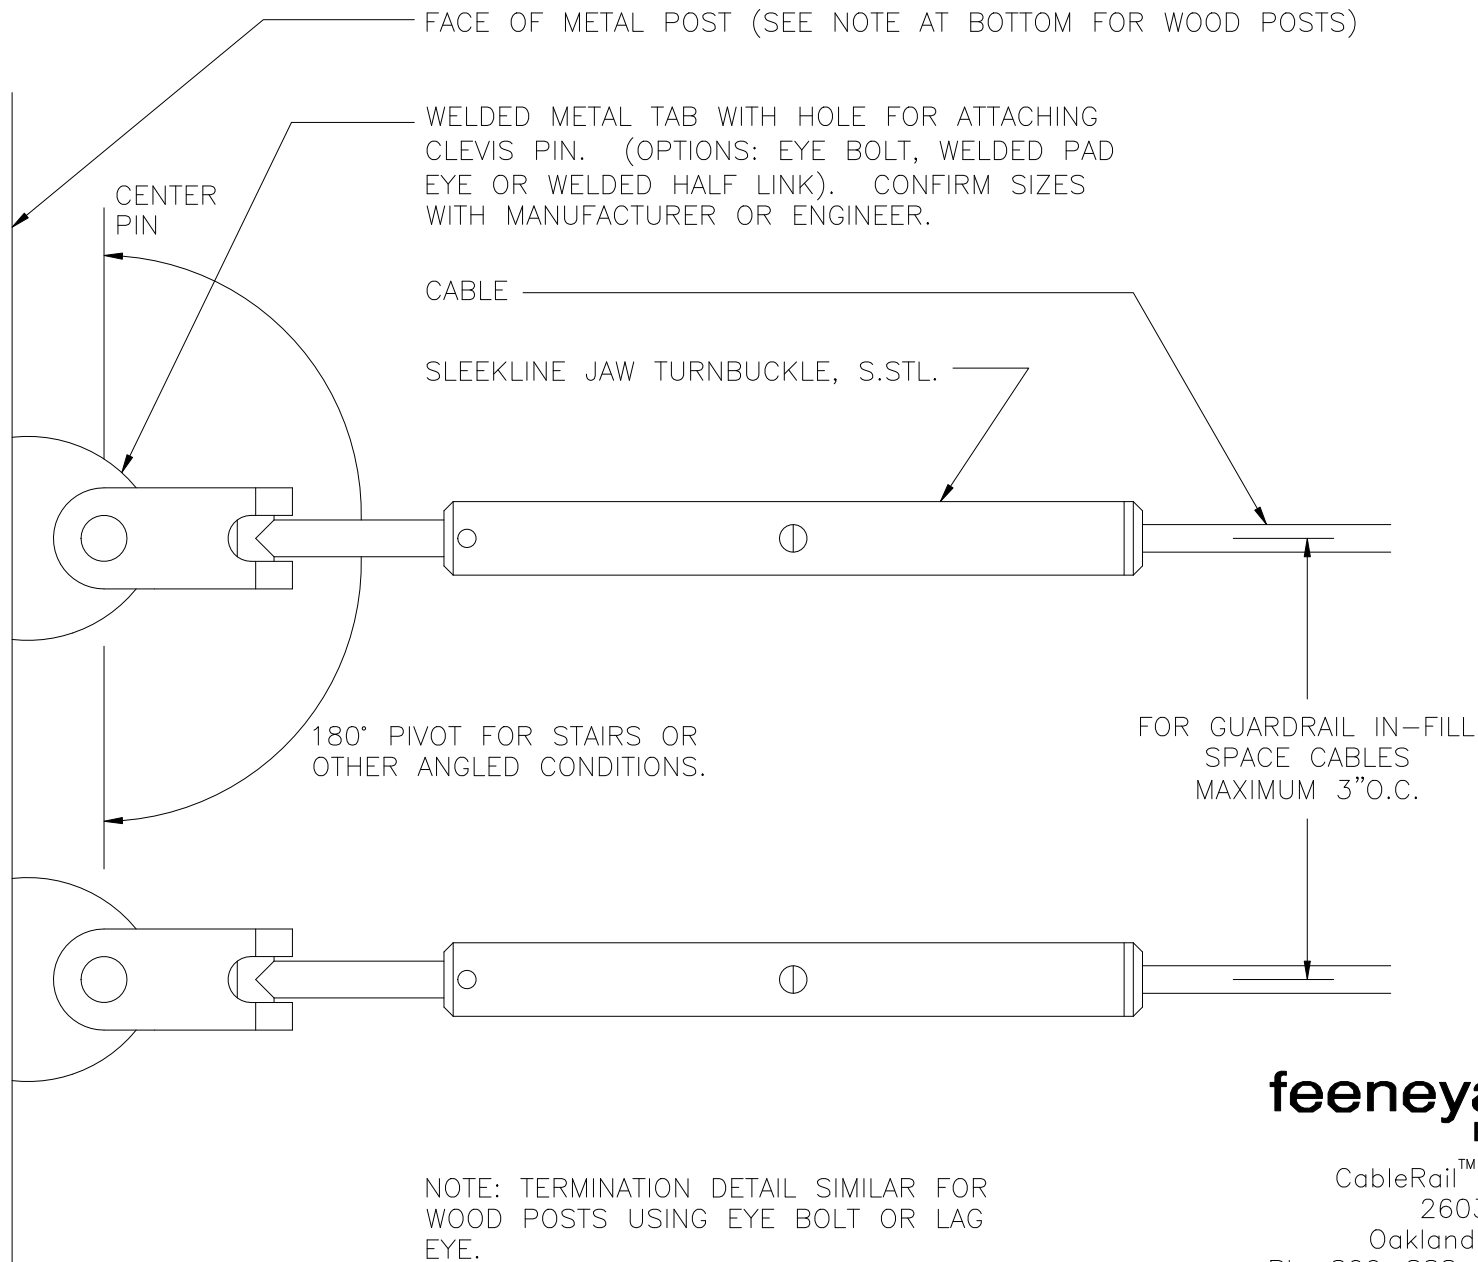 FACE OF METAL POST (SEE NOTE AT BOTTOM FOR WOOD POSTS)
WELDED METAL TAB WITH HOLE FOR ATTACHING
CLEVIS PIN. (OPTIONS: EYE BOLT, WELDED PAD
EYE OR WELDED HALF LINK). CONFIRM SIZES
WITH MANUFACTURER OR ENGINEER.
CENTER
PIN
CABLE
SLEEKLINE JAW TURNBUCKLE, S.STL.
180° PIVOT FOR STAIRS OR
OTHER ANGLED CONDITIONS.
FOR GUARDRAIL IN-FILL
SPACE CABLES
MAXIMUM 3"O.C.
NOTE: TERMINATION DETAIL SIMILAR FOR
WOOD POSTS USING EYE BOLT OR LAG
EYE.
feeney
CableRail™
2603
Oakland